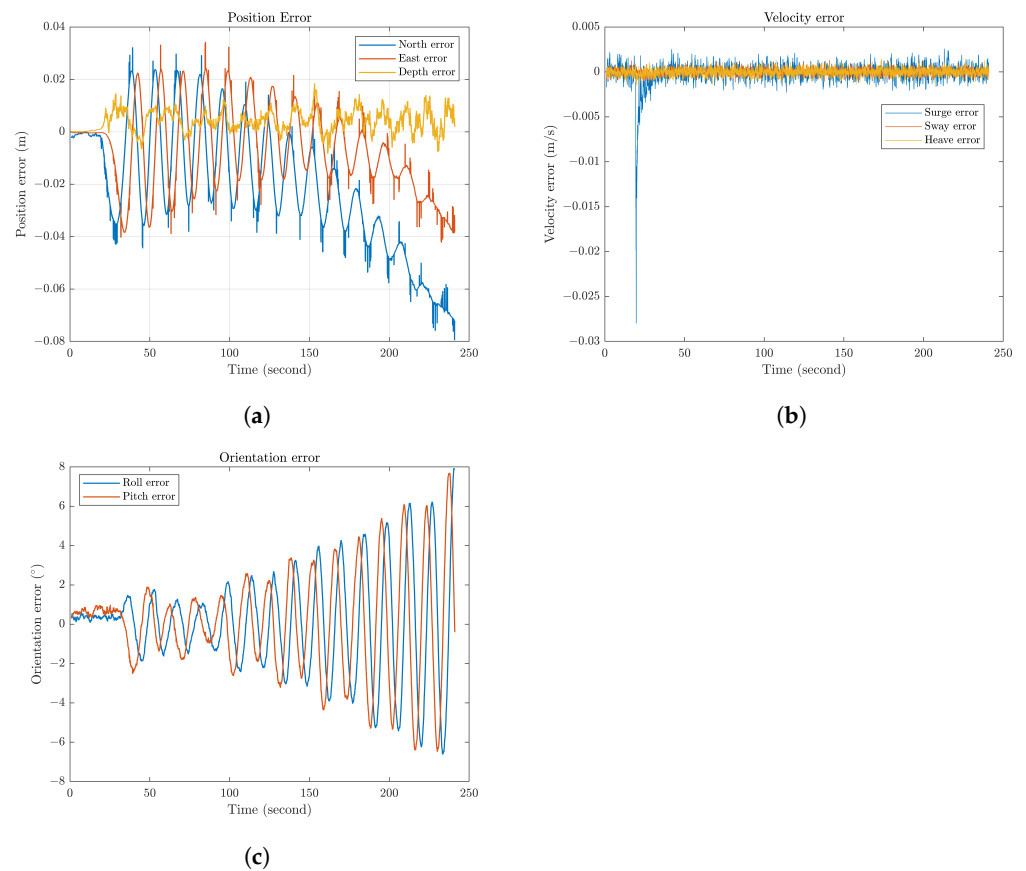 Position Error
0.04
0.02
0
−0.02
−0.04
−0.06
−0.08
Position error (m)
North error
East error
Depth error
0 50 100 150 200 250
Time (second)
(a)
Velocity error
0.005
0
−0.005
−0.01
−0.015
−0.02
−0.025
−0.03
Velocity error (m/s)
Surge error
Sway error
Heave error
0 50 100 150 200 250
Time (second)
(b)
Orientation error
8
6
4
2
0
−2
−4
−6
−8
Orientation error (°)
Roll error
Pitch error
0 50 100 150 200 250
Time (second)
(c)